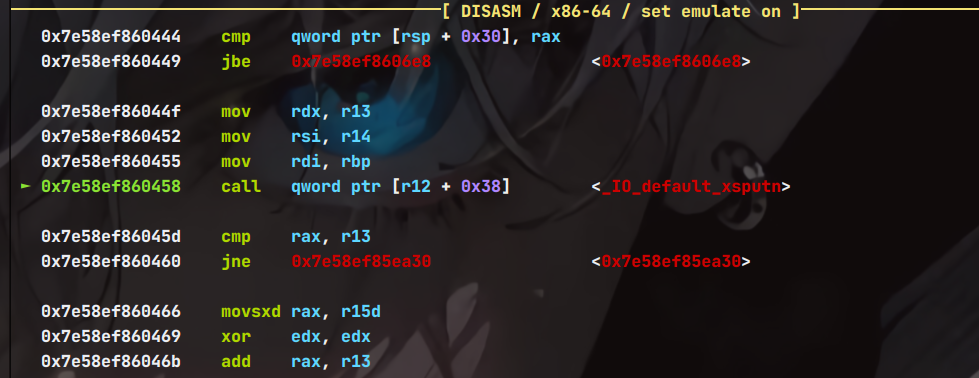 [ DISASM / x86-64 / set emulate on ]
0x7e58ef860444 cmp qword ptr [rsp + 0x30], rax
0x7e58ef860449 jbe 0x7e58ef8606e8 <0x7e58ef8606e8>
0x7e58ef86044f mov rdx, r13
0x7e58ef860452 mov rsi, r14
0x7e58ef860455 mov rdi, rbp
► 0x7e58ef860458 call qword ptr [r12 + 0x38] <_IO_default_xsputn>
0x7e58ef86045d cmp rax, r13
0x7e58ef860460 jne 0x7e58ef85ea30 <0x7e58ef85ea30>
0x7e58ef860466 movsxd rax, r15d
0x7e58ef860469 xor edx, edx
0x7e58ef86046b add rax, r13